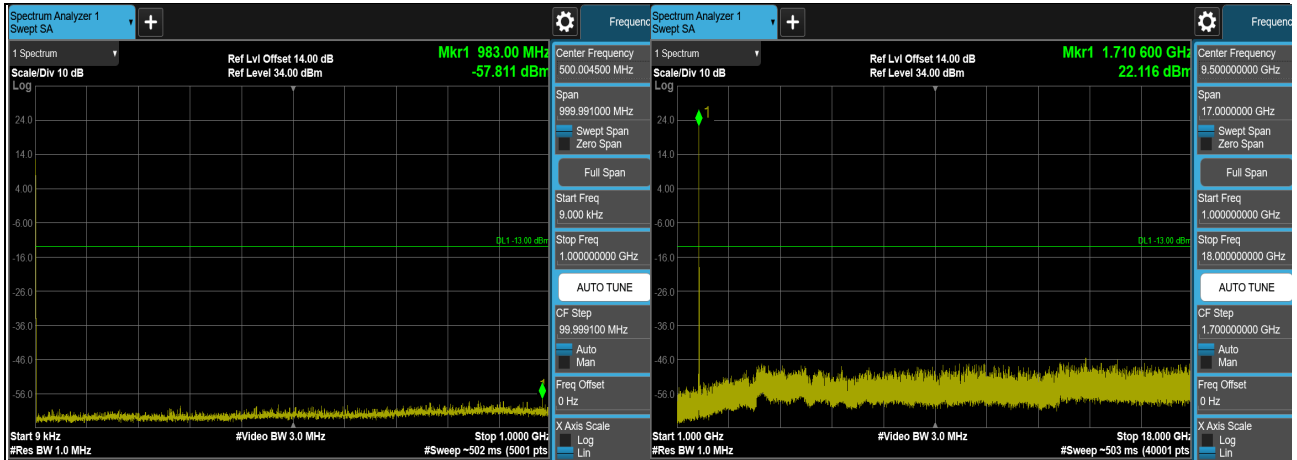 Spectrum Analyzer 1
Swept SA
+
Frequenc
1 Spectrum
Scale/Div 10 dB
Log
Ref Lvl Offset 14.00 dB
Ref Level 34.00 dBm
Mkr1 983.00 MHz
-57.811 dBm
24.0
14.0
4.00
-6.00
-16.0
-26.0
-36.0
-46.0
-56.0
1
DL1 -13.00 dBm
Start 9 kHz
#Res BW 1.0 MHz
#Video BW 3.0 MHz
Stop 1.0000 GHz
#Sweep ~502 ms (5001 pts
Center Frequency
500.004500 MHz
Span
999.991000 MHz
Swept Span
Zero Span
Full Span
Start Freq
9.000 kHz
Stop Freq
1.000000000 GHz
AUTO TUNE
CF Step
99.999100 MHz
Auto
Man
Freq Offset
0 Hz
X Axis Scale
Log
Lin
Spectrum Analyzer 1
Swept SA
+
Frequenc
1 Spectrum
Scale/Div 10 dB
Log
Ref Lvl Offset 14.00 dB
Ref Level 34.00 dBm
Mkr1 1.710 600 GHz
22.116 dBm
24.0
14.0
4.00
-6.00
-16.0
-26.0
-36.0
-46.0
-56.0
1
DL1 -13.00 dBm
Start 1.000 GHz
#Res BW 1.0 MHz
#Video BW 3.0 MHz
Stop 18.000 GHz
#Sweep ~503 ms (40001 pts
Center Frequency
9.500000000 GHz
Span
17.0000000 GHz
Swept Span
Zero Span
Full Span
Start Freq
1.000000000 GHz
Stop Freq
18.000000000 GHz
AUTO TUNE
CF Step
1.700000000 GHz
Auto
Man
Freq Offset
0 Hz
X Axis Scale
Log
Lin